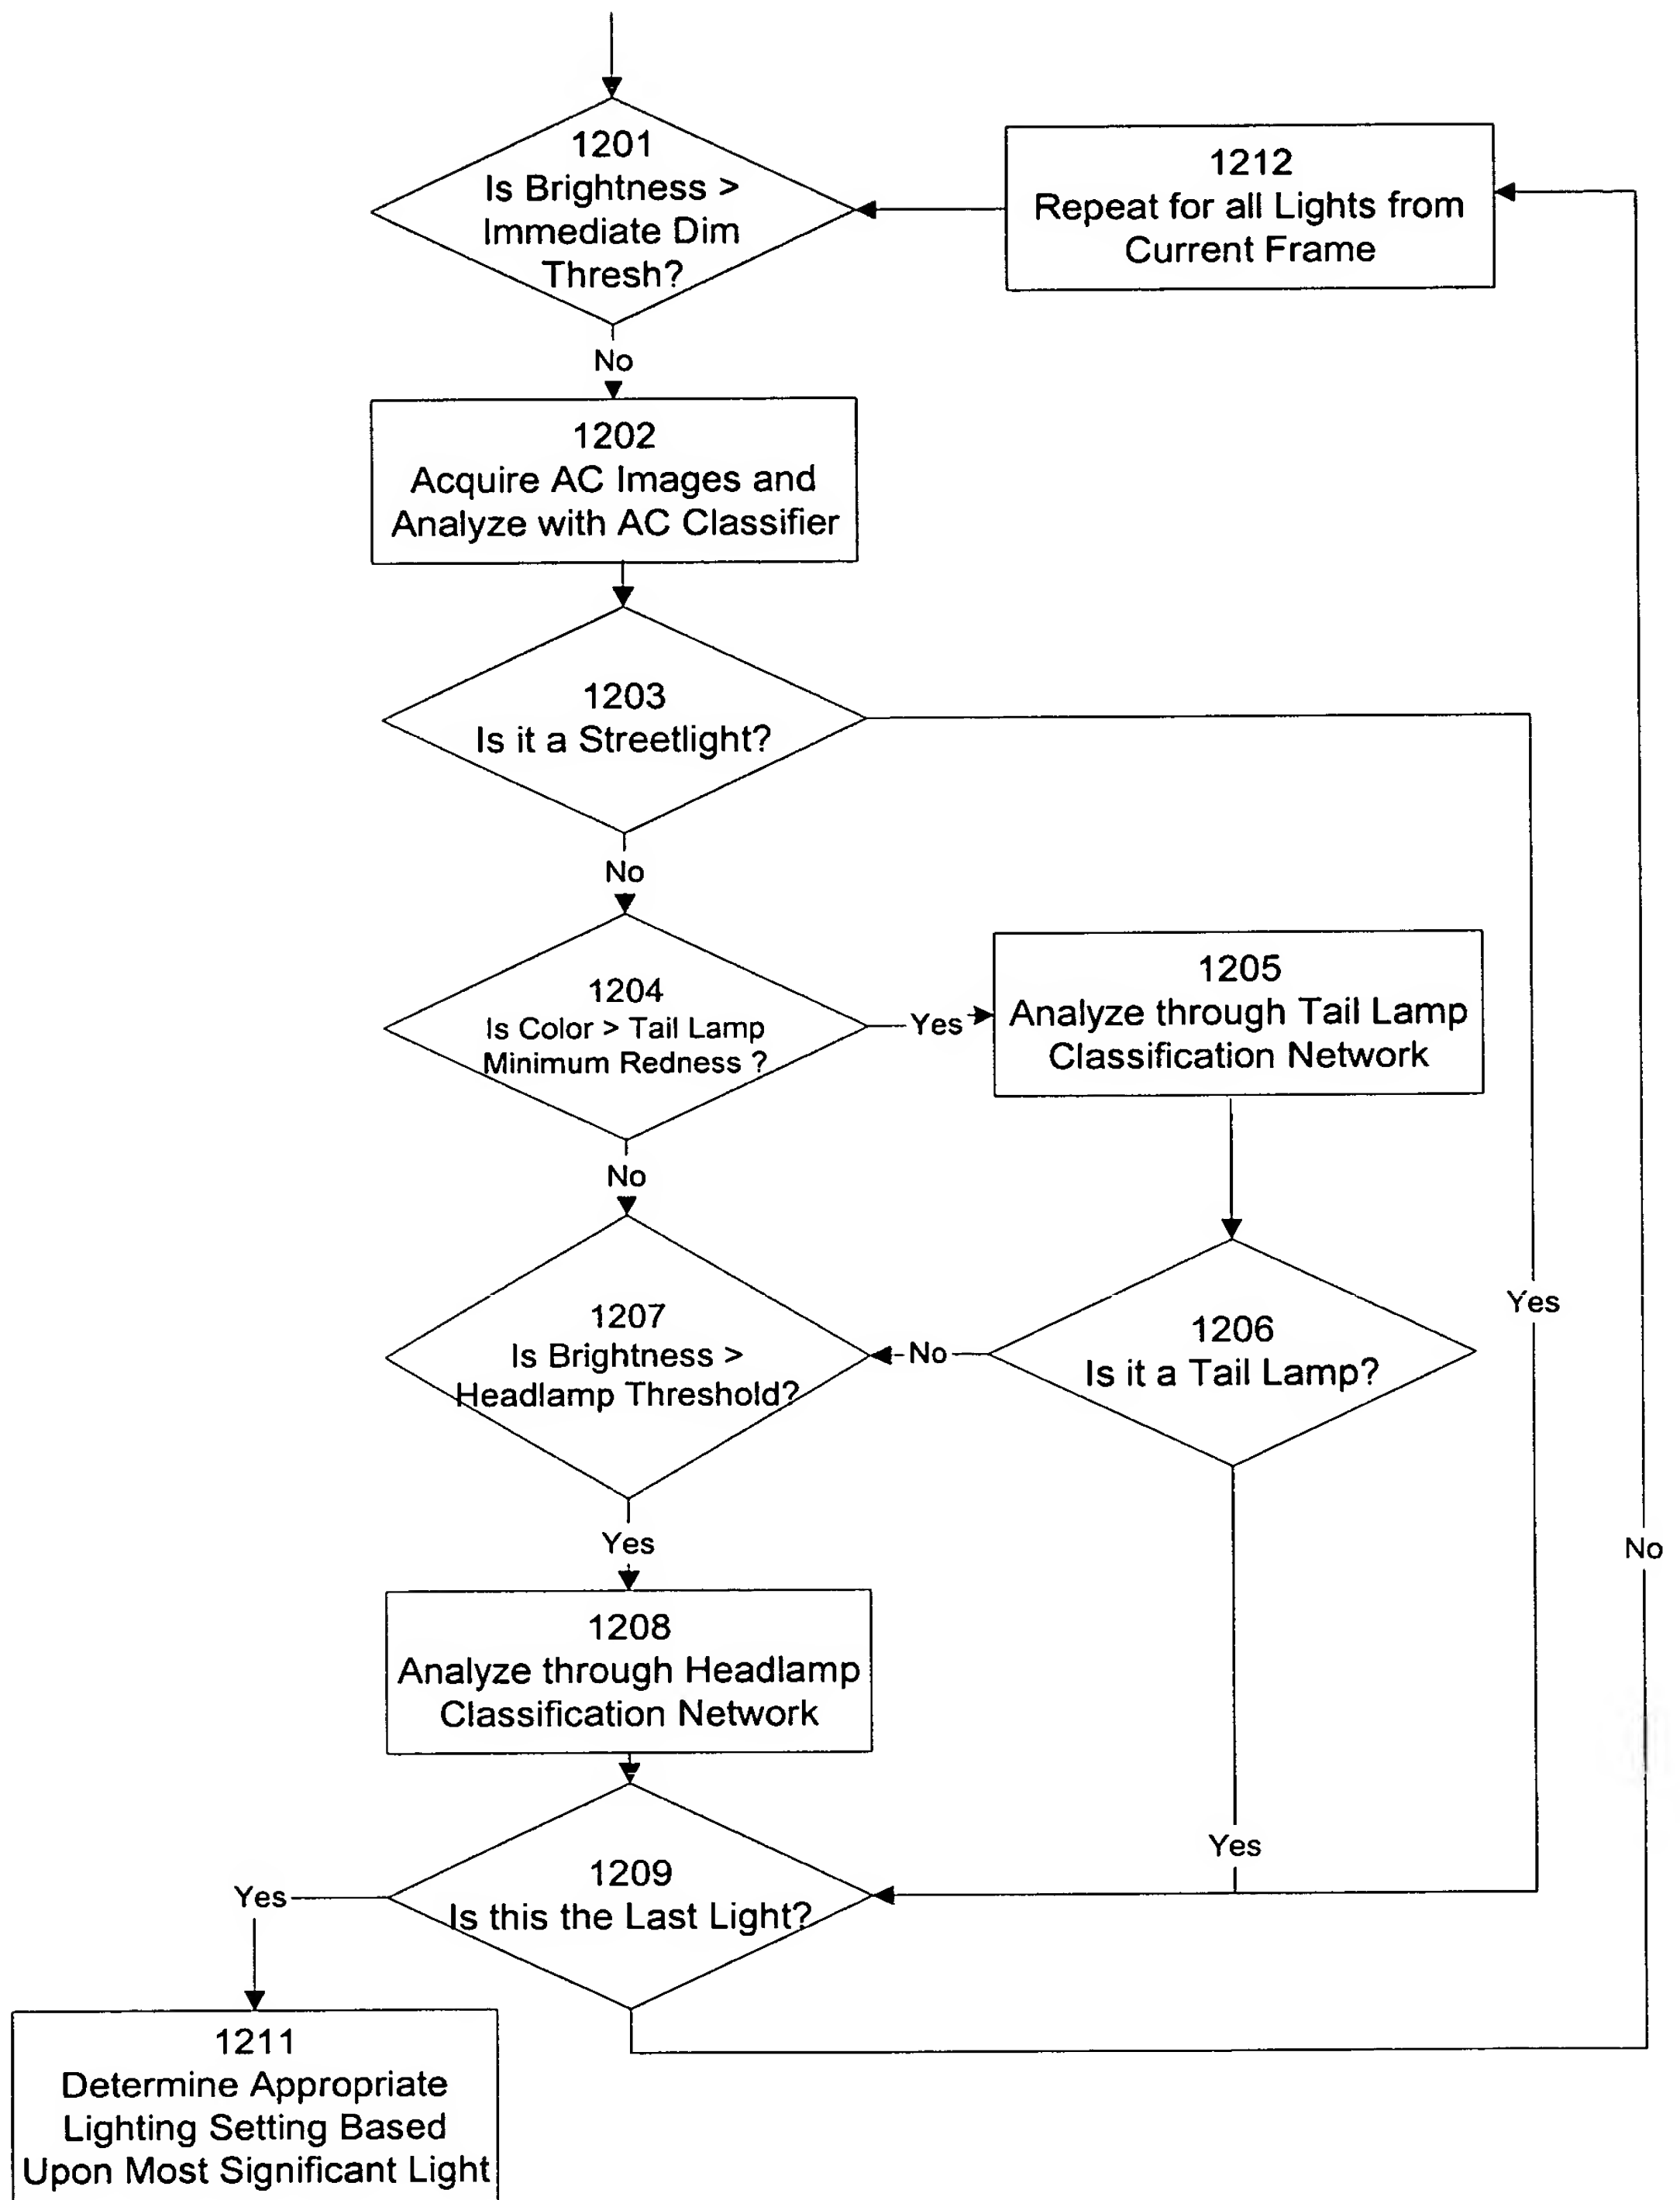 1201
Is Brightness >
Immediate Dim
Thresh?
1212
Repeat for all Lights from
Current Frame
No
1202
Acquire AC Images and
Analyze with AC Classifier
1203
Is it a Streetlight?
No
1204
Is Color > Tail Lamp
Minimum Redness ?
Yes
1205
Analyze through Tail Lamp
Classification Network
No
1207
Is Brightness >
Headlamp Threshold?
No
1206
Is it a Tail Lamp?
Yes
Yes
No
1208
Analyze through Headlamp
Classification Network
Yes
1209
Is this the Last Light?
Yes
1211
Determine Appropriate
Lighting Setting Based
Upon Most Significant Light